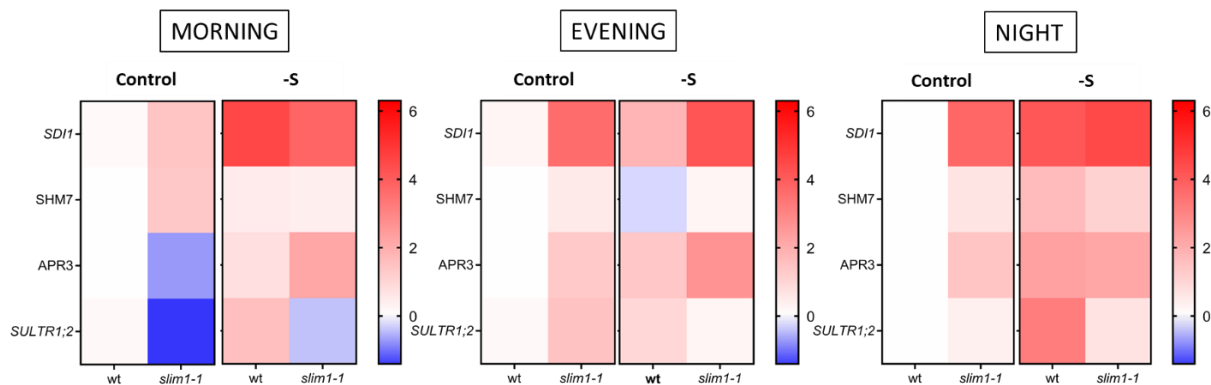 MORNING
EVENING
NIGHT
Control
-S
Control
-S
Control
-S
SDI1
SHM7
APR3
SULTR1;2
wt
slim1-1
wt
slim1-1
6
4
2
0
SDI1
SHM7
APR3
SULTR1;2
wt
slim1-1
wt
slim1-1
6
4
2
0
SDI1
SHM7
APR3
SULTR1;2
wt
slim1-1
wt
slim1-1
6
4
2
0